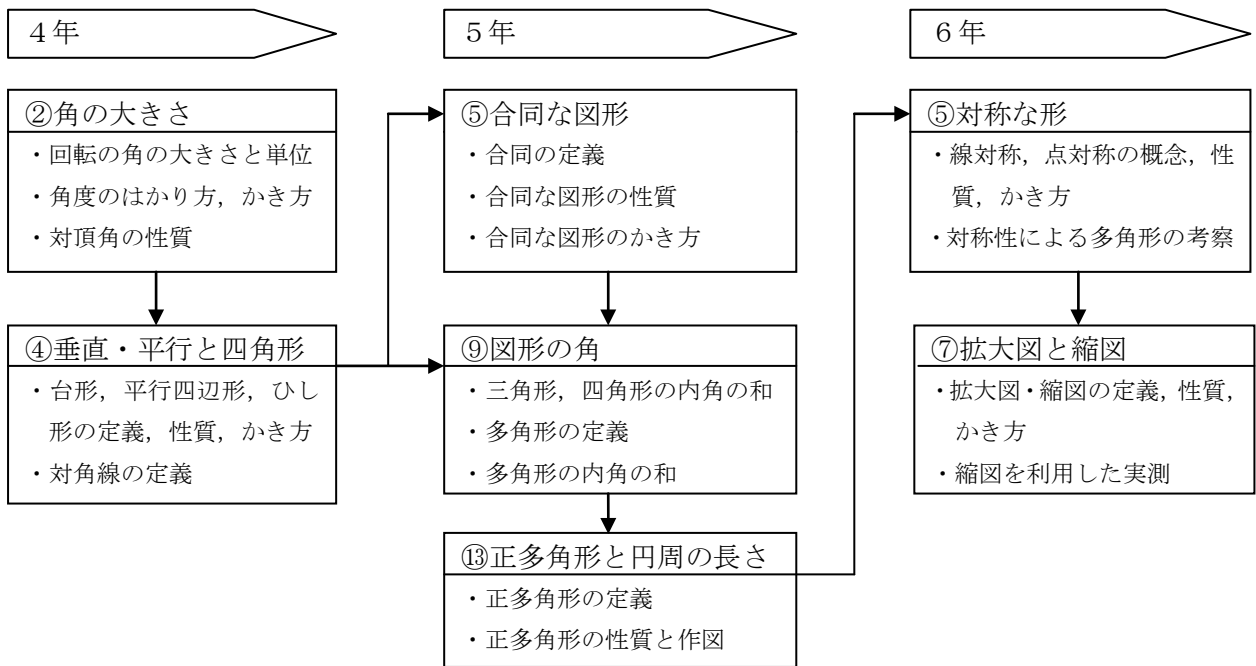 ４年
５年
６年
②角の大きさ
・回転の角の大きさと単位
・角度のはかり方，かき方
・対頂角の性質
④垂直・平行と四角形
・台形，平行四辺形，ひし
形の定義，性質，かき方
・対角線の定義
⑤合同な図形
・合同の定義
・合同な図形の性質
・合同な図形のかき方
⑨図形の角
・三角形，四角形の内角の和
・多角形の定義
・多角形の内角の和
⑬正多角形と円周の長さ
・正多角形の定義
・正多角形の性質と作図
⑤対称な形
・線対称，点対称の概念，性
質，かき方
・対称性による多角形の考察
⑦拡大図と縮図
・拡大図・縮図の定義，性質，
かき方
・縮図を利用した実測